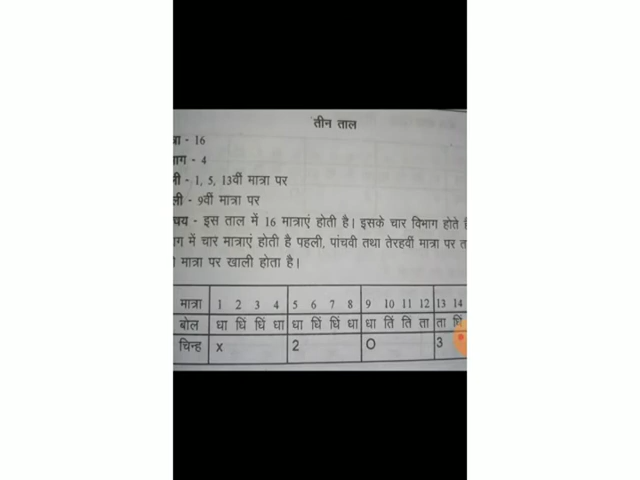 तीन ताल
- 16
- 4
- 1, 5, 13वीं मात्रा पर
- 9वीं मात्रा पर
- इस ताल में 16 मात्राएं होती है। इसके चार विभाग होते
में चार मात्राएं होती है पहली, पांचवी तथा तेरहवीं मात्रा पर
मात्रा पर खाली होता है।
मात्रा 1 2 3 4 5 6 7 8 9 10 11 12 13 14
बोल धा धिं धिं धा धा धिं धिं धा धा तिं तिं ता ता धिं
चिन्ह x 2 O 3